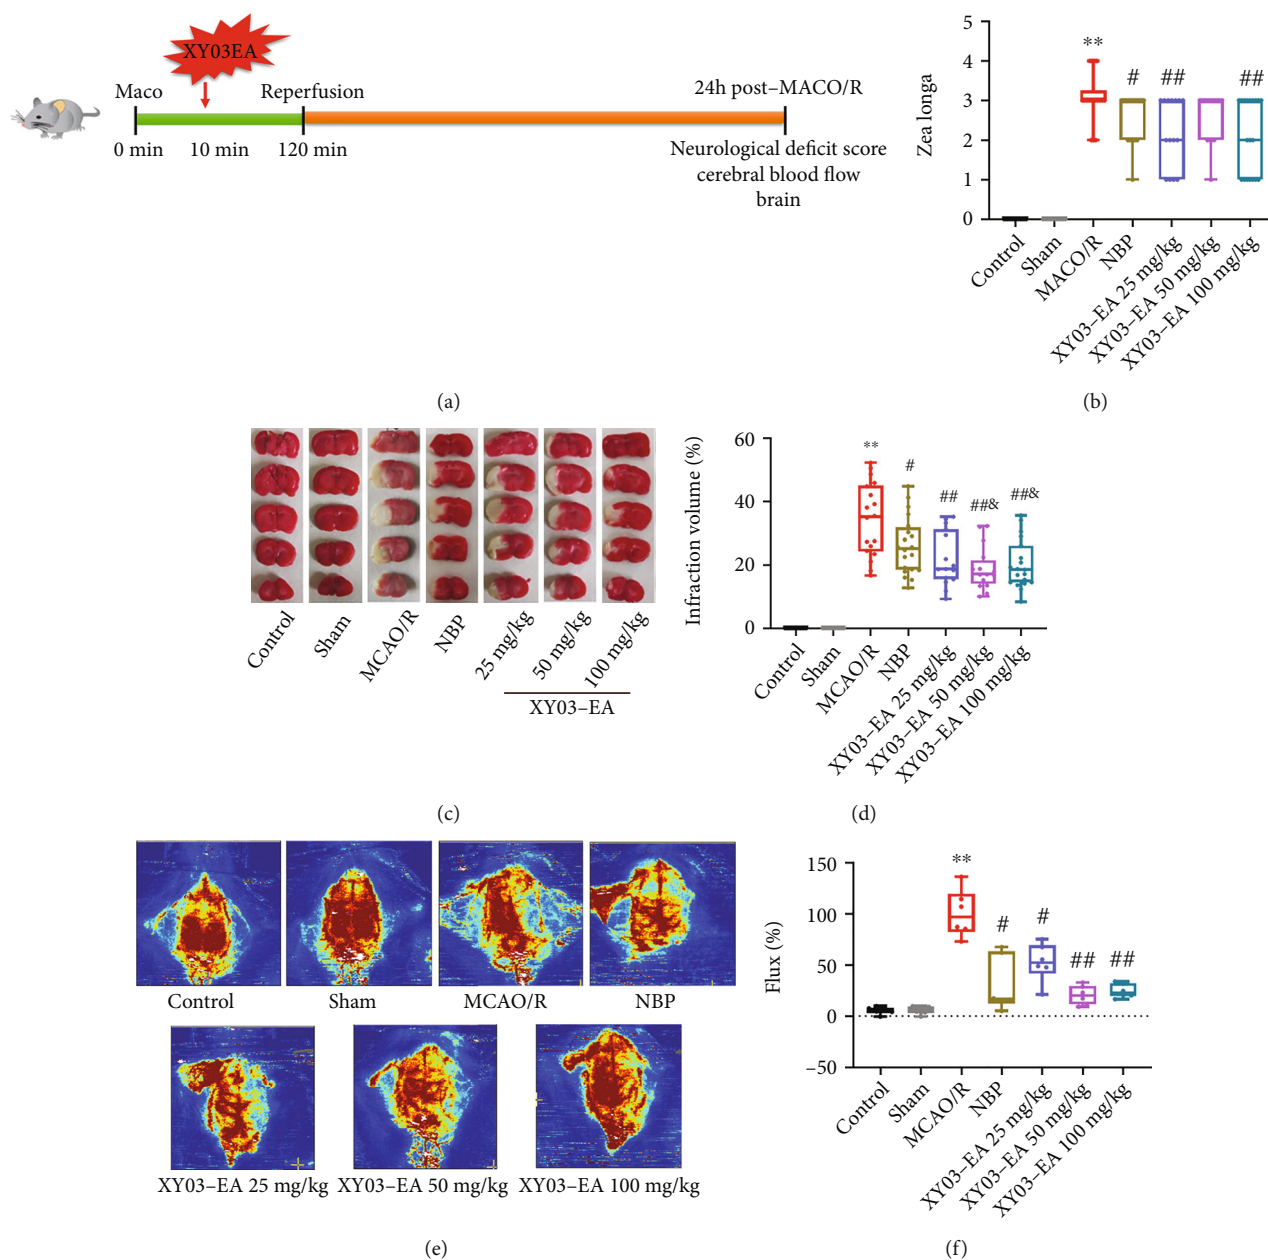 XY03EA
Maco
Reperfusion
24h post–MACO/R
0 min
10 min
120 min
Neurological deficit score
cerebral blood flow
brain
(a)
Zea longa
5
4
3
2
1
0
**
#
##
##
Control
Sham
MACO/R
NBP
XY03–EA 25 mg/kg
XY03–EA 50 mg/kg
XY03–EA 100 mg/kg
(b)
Control
Sham
MCAO/R
NBP
25 mg/kg
50 mg/kg
100 mg/kg
XY03–EA
(c)
Infraction volume (%)
60
40
20
0
**
#
##
##&
##&
Control
Sham
MCAO/R
NBP
XY03–EA 25 mg/kg
XY03–EA 50 mg/kg
XY03–EA 100 mg/kg
(d)
Control
Sham
MCAO/R
NBP
XY03–EA 25 mg/kg
XY03–EA 50 mg/kg
XY03–EA 100 mg/kg
(e)
Flux (%)
150
100
50
0
–50
**
#
#
##
##
Control
Sham
MCAO/R
NBP
XY03–EA 25 mg/kg
XY03–EA 50 mg/kg
XY03–EA 100 mg/kg
(f)